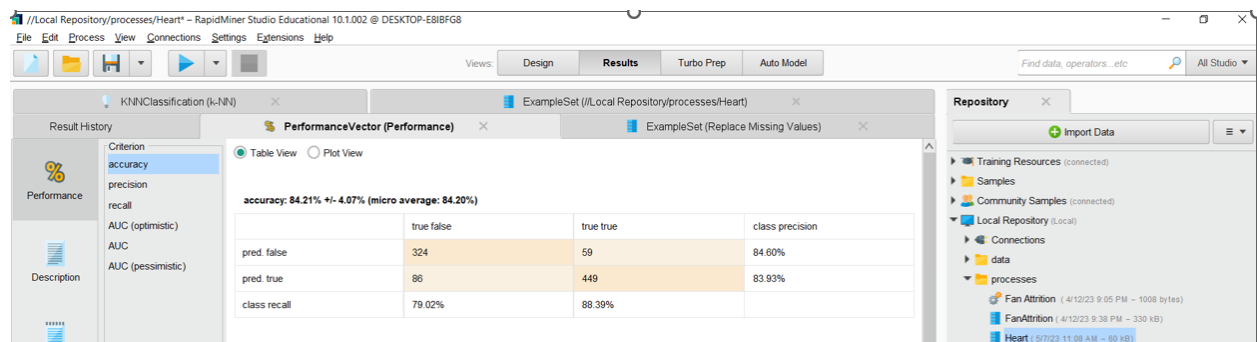 //Local Repository/processes/Heart* – RapidMiner Studio Educational 10.1.002 @ DESKTOP-E8IBFG8
File Edit Process View Connections Settings Extensions Help
Views: Design Results Turbo Prep Auto Model Find data, operators...etc All Studio
KNNClassification (k-NN) ExampleSet (//Local Repository/processes/Heart)
Result History PerformanceVector (Performance) ExampleSet (Replace Missing Values)
Performance
Description
Criterion
accuracy
precision
recall
AUC (optimistic)
AUC
AUC (pessimistic)
Table View Plot View
accuracy: 84.21% +/- 4.07% (micro average: 84.20%)
true false true true class precision
pred. false 324 59 84.60%
pred. true 86 449 83.93%
class recall 79.02% 88.39%
Repository
Import Data
Training Resources (connected)
Samples
Community Samples (connected)
Local Repository (Local)
Connections
data
processes
Fan Attrition ( 4/12/23 9:05 PM – 1008 bytes)
FanAttrition ( 4/12/23 9:38 PM – 330 kB)
Heart ( 5/7/23 11:08 AM – 60 kB)